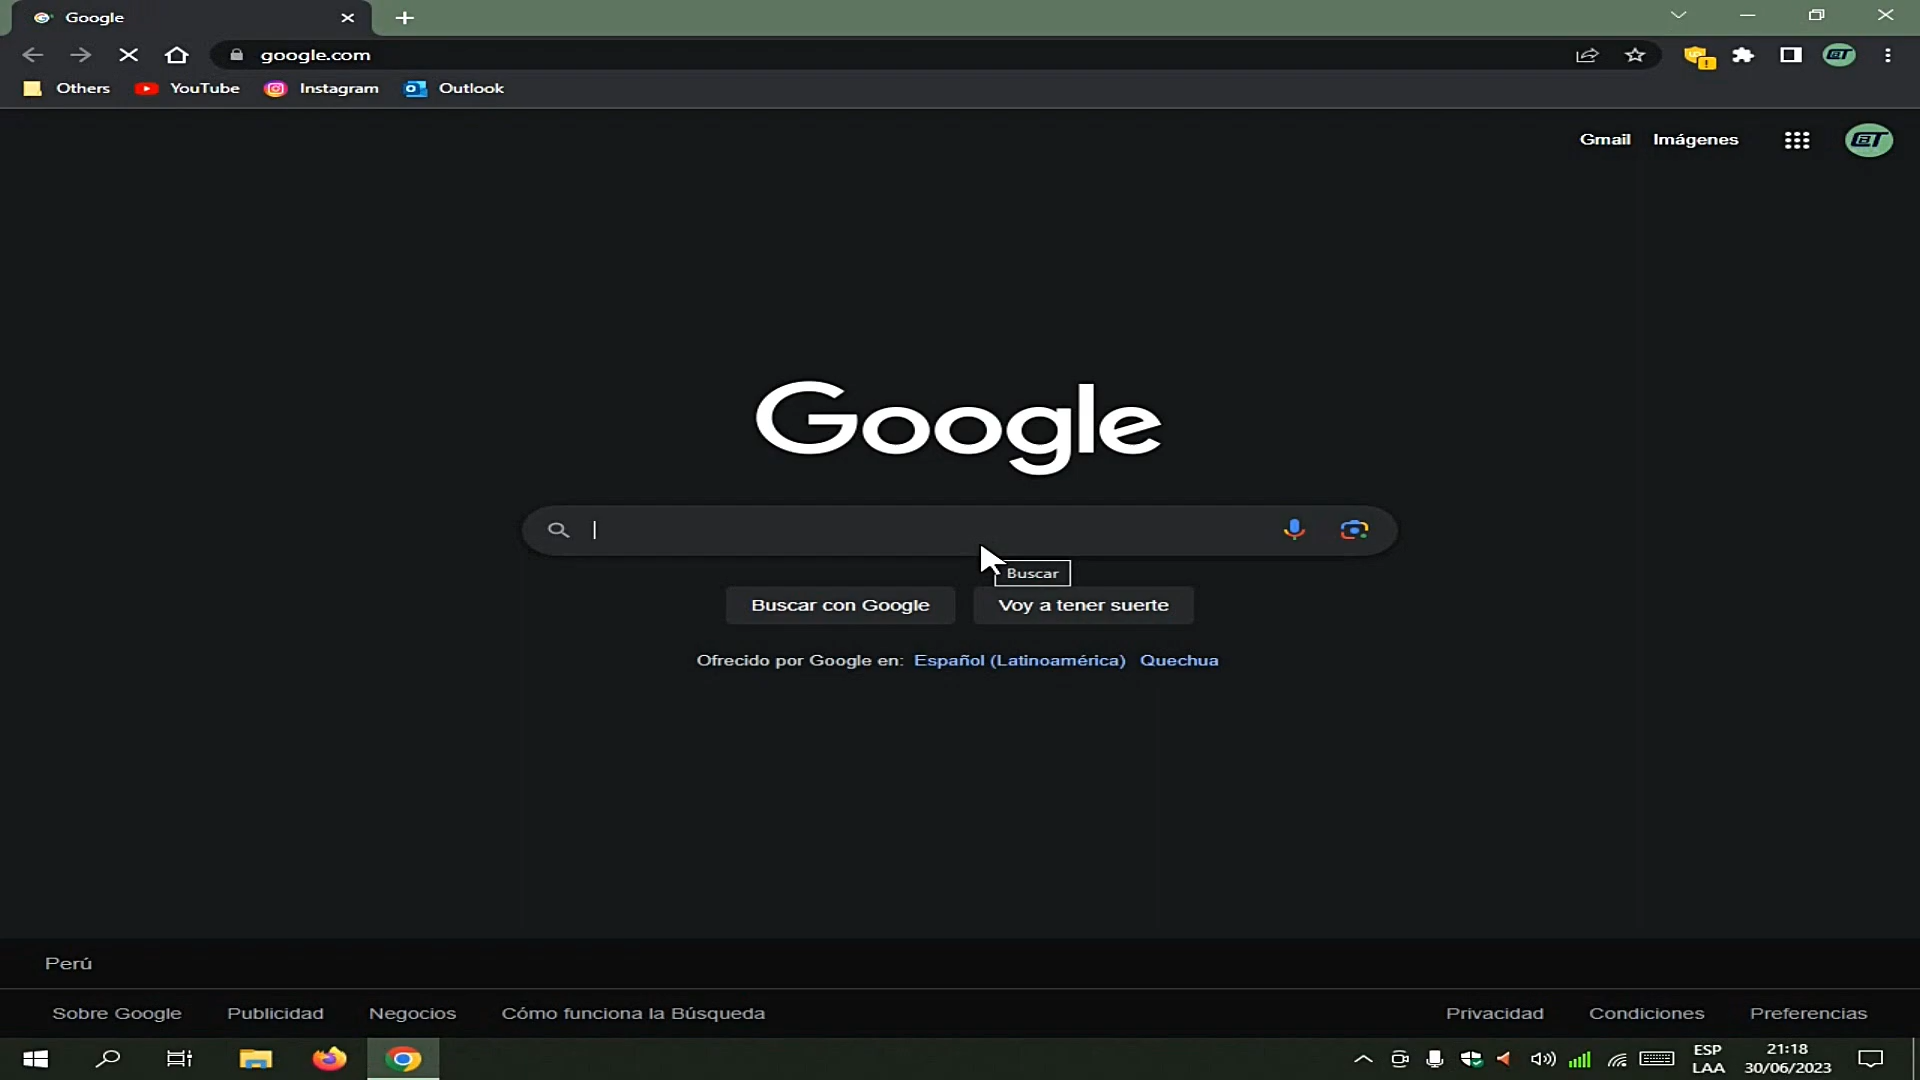 Google
google.com
Others YouTube Instagram Outlook
Gmail Imágenes
Google
Buscar
Buscar con Google Voy a tener suerte
Ofrecido por Google en: Español (Latinoamérica) Quechua
Perú
Sobre Google Publicidad Negocios Cómo funciona la Búsqueda Privacidad Condiciones Preferencias
ESP 21:18
LAA 30/06/2023